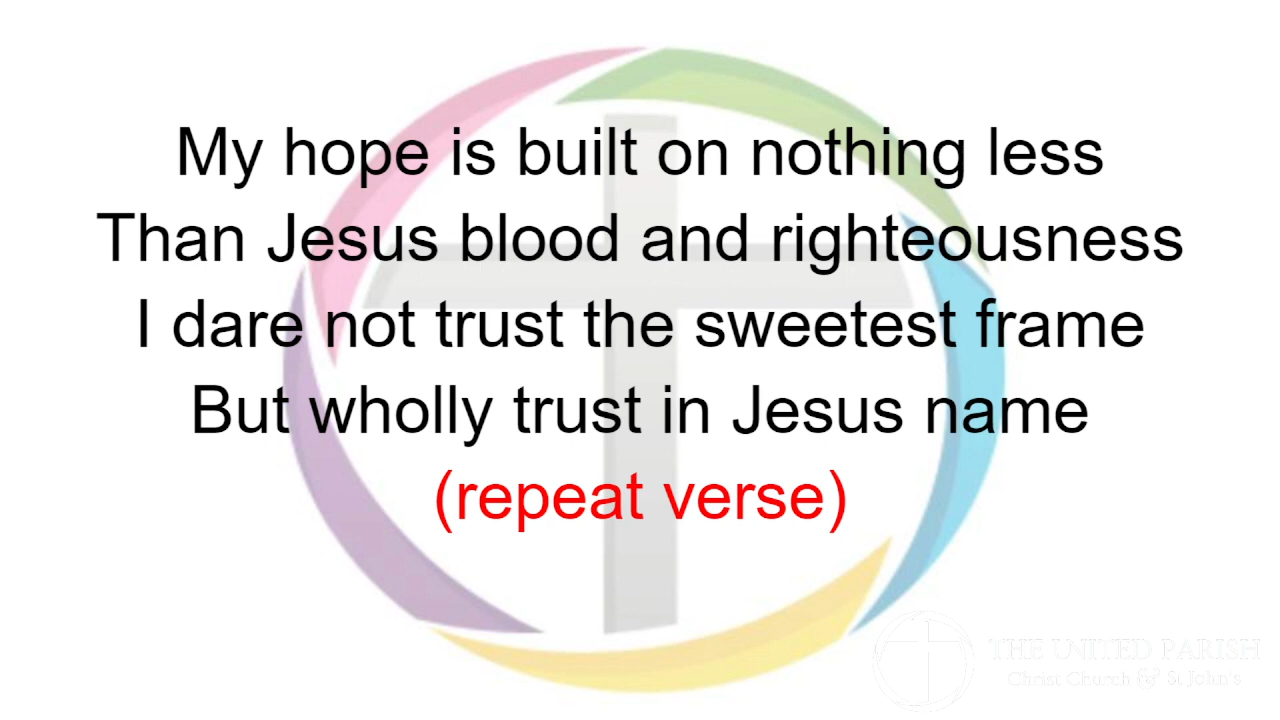 My hope is built on nothing less
Than Jesus blood and righteousness
I dare not trust the sweetest frame
But wholly trust in Jesus name
(repeat verse)
THE UNITED PARISH
Christ Church & St John's